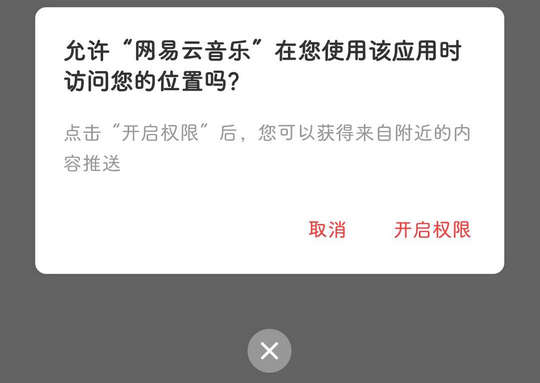 允许“网易云音乐”在您使用该应用时
访问您的位置吗?
点击“开启权限”后，您可以获得来自附近的内
容推送
取消 开启权限